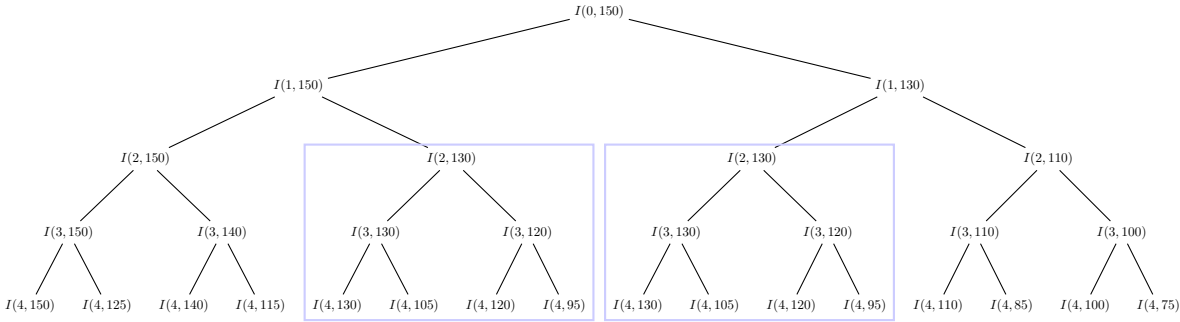 I(0, 150)
I(1, 150) I(1, 130)
I(2, 150) I(2, 130) I(2, 130) I(2, 110)
I(3, 150) I(3, 140) I(3, 130) I(3, 120) I(3, 130) I(3, 120) I(3, 110) I(3, 100)
I(4, 150) I(4, 125) I(4, 140) I(4, 115) I(4, 130) I(4, 105) I(4, 120) I(4, 95) I(4, 130) I(4, 105) I(4, 120) I(4, 95) I(4, 110) I(4, 85) I(4, 100) I(4, 75)